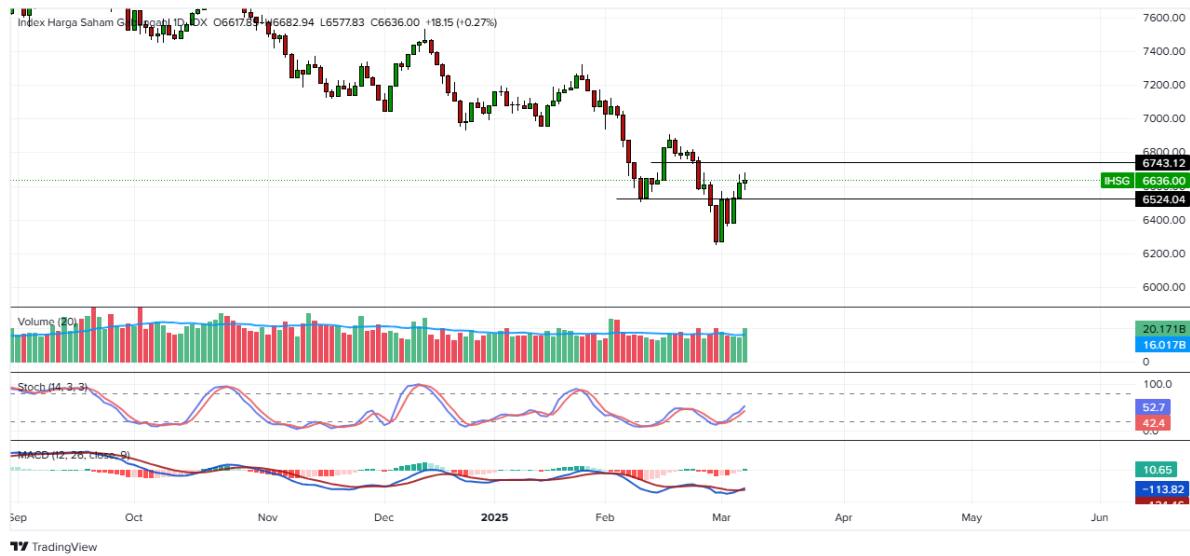 Index Harga Saham Gabungan 1D IDX O6617.85 H6682.94 L6577.83 C6636.00 +18.15 (+0.27%)
7600.00
7400.00
7200.00
7000.00
6800.00
6743.12
IHSG 6636.00
6524.04
6400.00
6200.00
6000.00
Volume (20)
20.171B
16.017B
0
Stoch (14, 3, 3)
100.0
52.7
42.4
0.0
MACD (12, 26, close, 9)
10.65
−113.82
Sep Oct Nov Dec 2025 Feb Mar Apr May Jun
TradingView